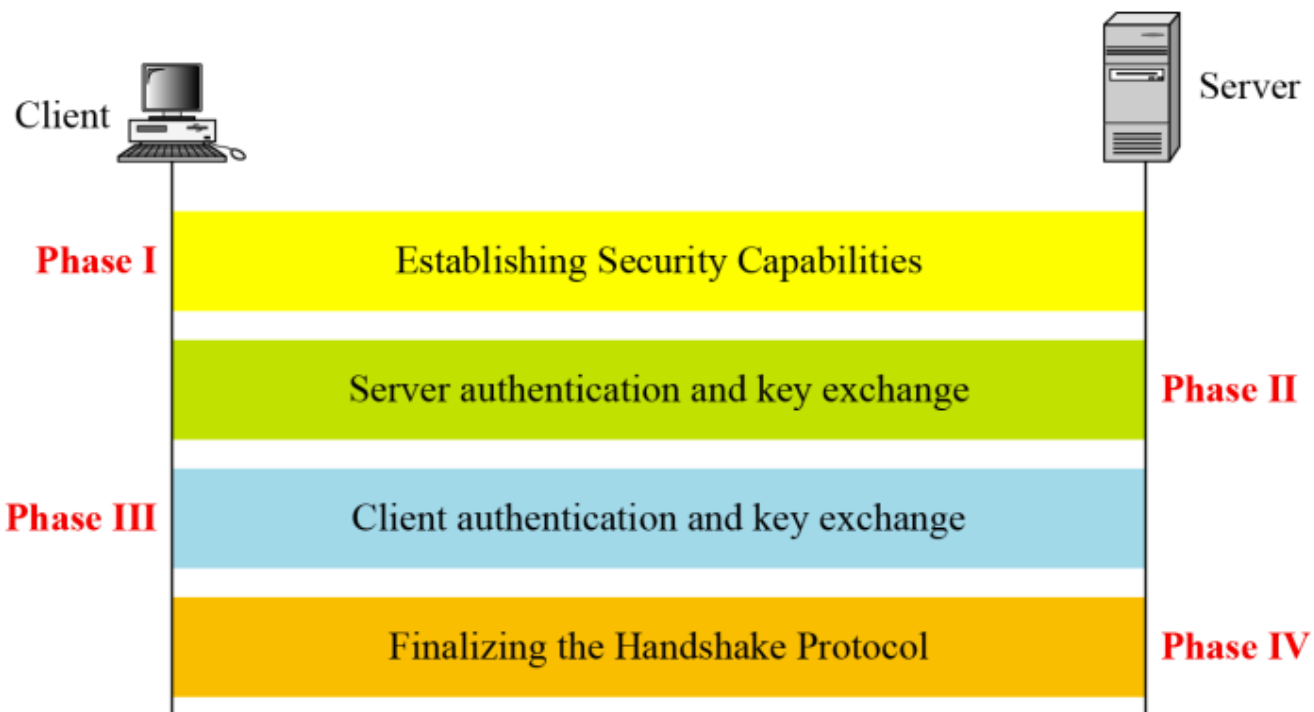 Client
Server
Phase I
Establishing Security Capabilities
Server authentication and key exchange
Phase II
Phase III
Client authentication and key exchange
Finalizing the Handshake Protocol
Phase IV